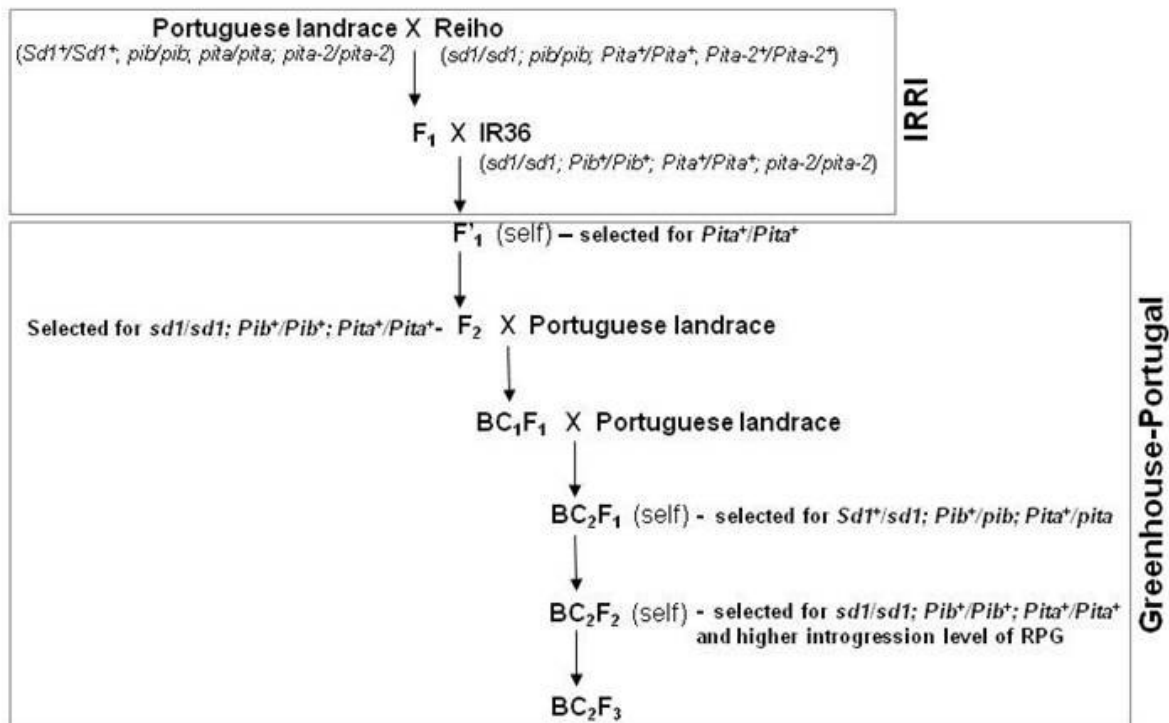 Portuguese landrace X Reiho
(Sd1⁺/Sd1⁺; pib/pib; pita/pita; pita-2/pita-2) (sd1/sd1; pib/pib; Pita⁺/Pita⁺; Pita-2⁺/Pita-2⁺)
F₁ X IR36
(sd1/sd1; Pib⁺/Pib⁺; Pita⁺/Pita⁺; pita-2/pita-2)
IRRI
F'₁ (self) – selected for Pita⁺/Pita⁺
Selected for sd1/sd1; Pib⁺/Pib⁺; Pita⁺/Pita⁺- F₂ X Portuguese landrace
BC₁F₁ X Portuguese landrace
BC₂F₁ (self) - selected for Sd1⁺/sd1; Pib⁺/pib; Pita⁺/pita
BC₂F₂ (self) - selected for sd1/sd1; Pib⁺/Pib⁺; Pita⁺/Pita⁺
and higher introgression level of RPG
BC₂F₃
Greenhouse-Portugal